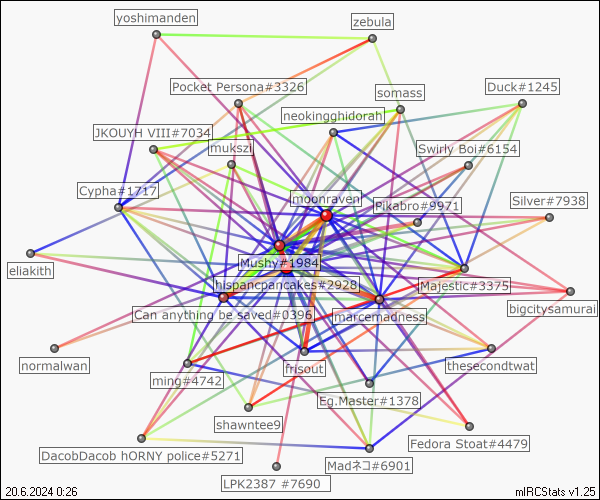 yoshimanden
zebula
Pocket Persona#3326
somass
Duck#1245
neokingghidorah
JKOUYH VIII#7034
mukszi
Swirly Boi#6154
Cypha#1717
moonraven
Pikabro#9971
Silver#7938
eliakith
Mushy#1984
hispancpancakes#2928
Majestic#3375
Can anything be saved#0396
marcemadness
bigcitysamurai
normalwan
frisout
thesecondtwat
ming#4742
Eg.Master#1378
shawntee9
Fedora Stoat#4479
DacobDacob hORNY police#5271
Madネコ#6901
LPK2387 #7690
20.6.2024 0:26
mIRCStats v1.25